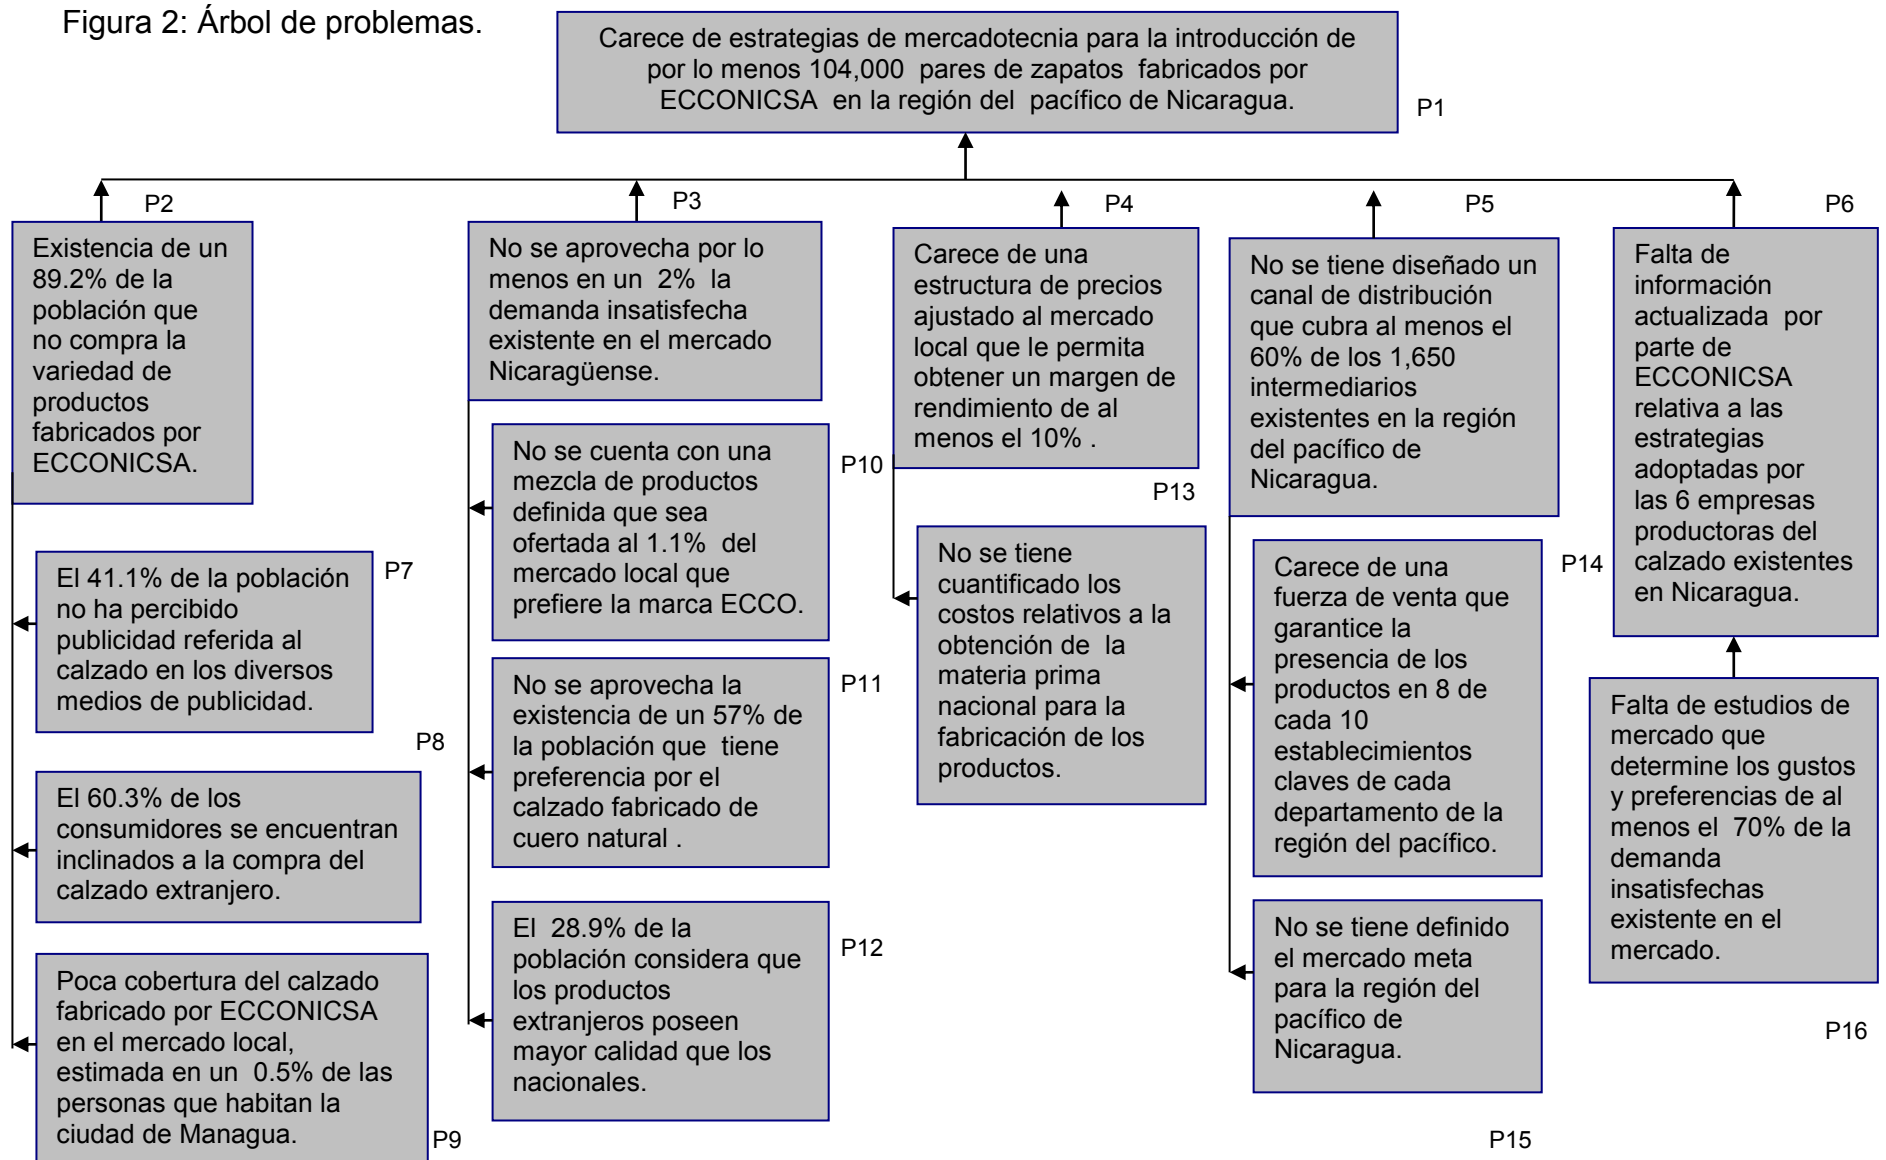 Figura 2: Árbol de problemas.
Carece de estrategias de mercadotecnia para la introducción de
por lo menos 104,000 pares de zapatos fabricados por
ECCONICSA en la región del pacífico de Nicaragua.
P1
P2
Existencia de un
89.2% de la
población que
no compra la
variedad de
productos
fabricados por
ECCONICSA.
P3
No se aprovecha por lo
menos en un 2% la
demanda insatisfecha
existente en el mercado
Nicaragüense.
P4
Carece de una
estructura de precios
ajustado al mercado
local que le permita
obtener un margen de
rendimiento de al
menos el 10% .
P5
No se tiene diseñado un
canal de distribución
que cubra al menos el
60% de los 1,650
intermediarios
existentes en la región
del pacífico de
Nicaragua.
P6
Falta de
información
actualizada por
parte de
ECCONICSA
relativa a las
estrategias
adoptadas por
las 6 empresas
productoras del
calzado existentes
en Nicaragua.
P7
El 41.1% de la población
no ha percibido
publicidad referida al
calzado en los diversos
medios de publicidad.
P8
El 60.3% de los
consumidores se encuentran
inclinados a la compra del
calzado extranjero.
Poca cobertura del calzado
fabricado por ECCONICSA
en el mercado local,
estimada en un 0.5% de las
personas que habitan la
ciudad de Managua.
P9
No se cuenta con una
mezcla de productos
definida que sea
ofertada al 1.1% del
mercado local que
prefiere la marca ECCO.
P10
No se aprovecha la
existencia de un 57% de
la población que tiene
preferencia por el
calzado fabricado de
cuero natural .
P11
El 28.9% de la
población considera que
los productos
extranjeros poseen
mayor calidad que los
nacionales.
P12
P13
No se tiene
cuantificado los
costos relativos a la
obtención de la
materia prima
nacional para la
fabricación de los
productos.
P14
Carece de una
fuerza de venta que
garantice la
presencia de los
productos en 8 de
cada 10
establecimientos
claves de cada
departamento de la
región del pacífico.
No se tiene definido
el mercado meta
para la región del
pacífico de
Nicaragua.
P15
Falta de estudios de
mercado que
determine los gustos
y preferencias de al
menos el 70% de la
demanda
insatisfechas
existente en el
mercado.
P16